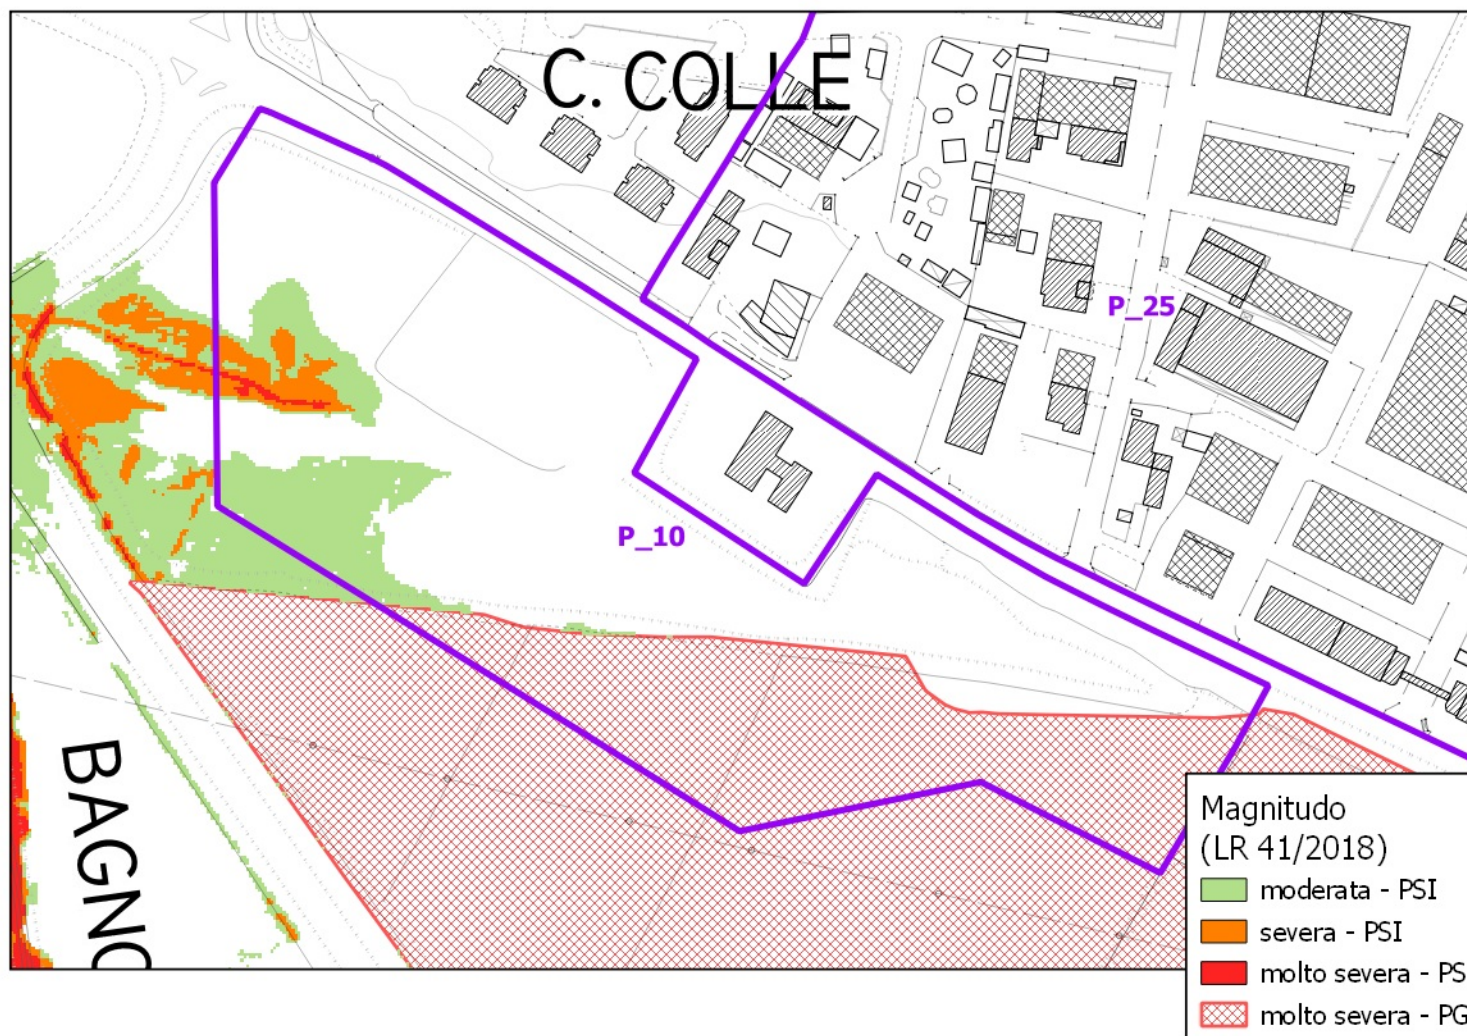 C. COLLE
P_25
P_10
BAGNO
Magnitudo
(LR 41/2018)
moderata - PSI
severa - PSI
molto severa - PS
molto severa - PG